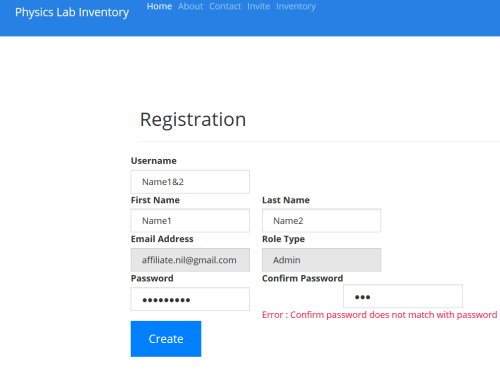 Physics Lab Inventory Home About Contact Invite Inventory
Registration
Username
Name1&2
First Name Last Name
Name1 Name2
Email Address Role Type
affiliate.nil@gmail.com Admin
Password Confirm Password
●●●●●●●●● ●●●
Error : Confirm password does not match with password
Create